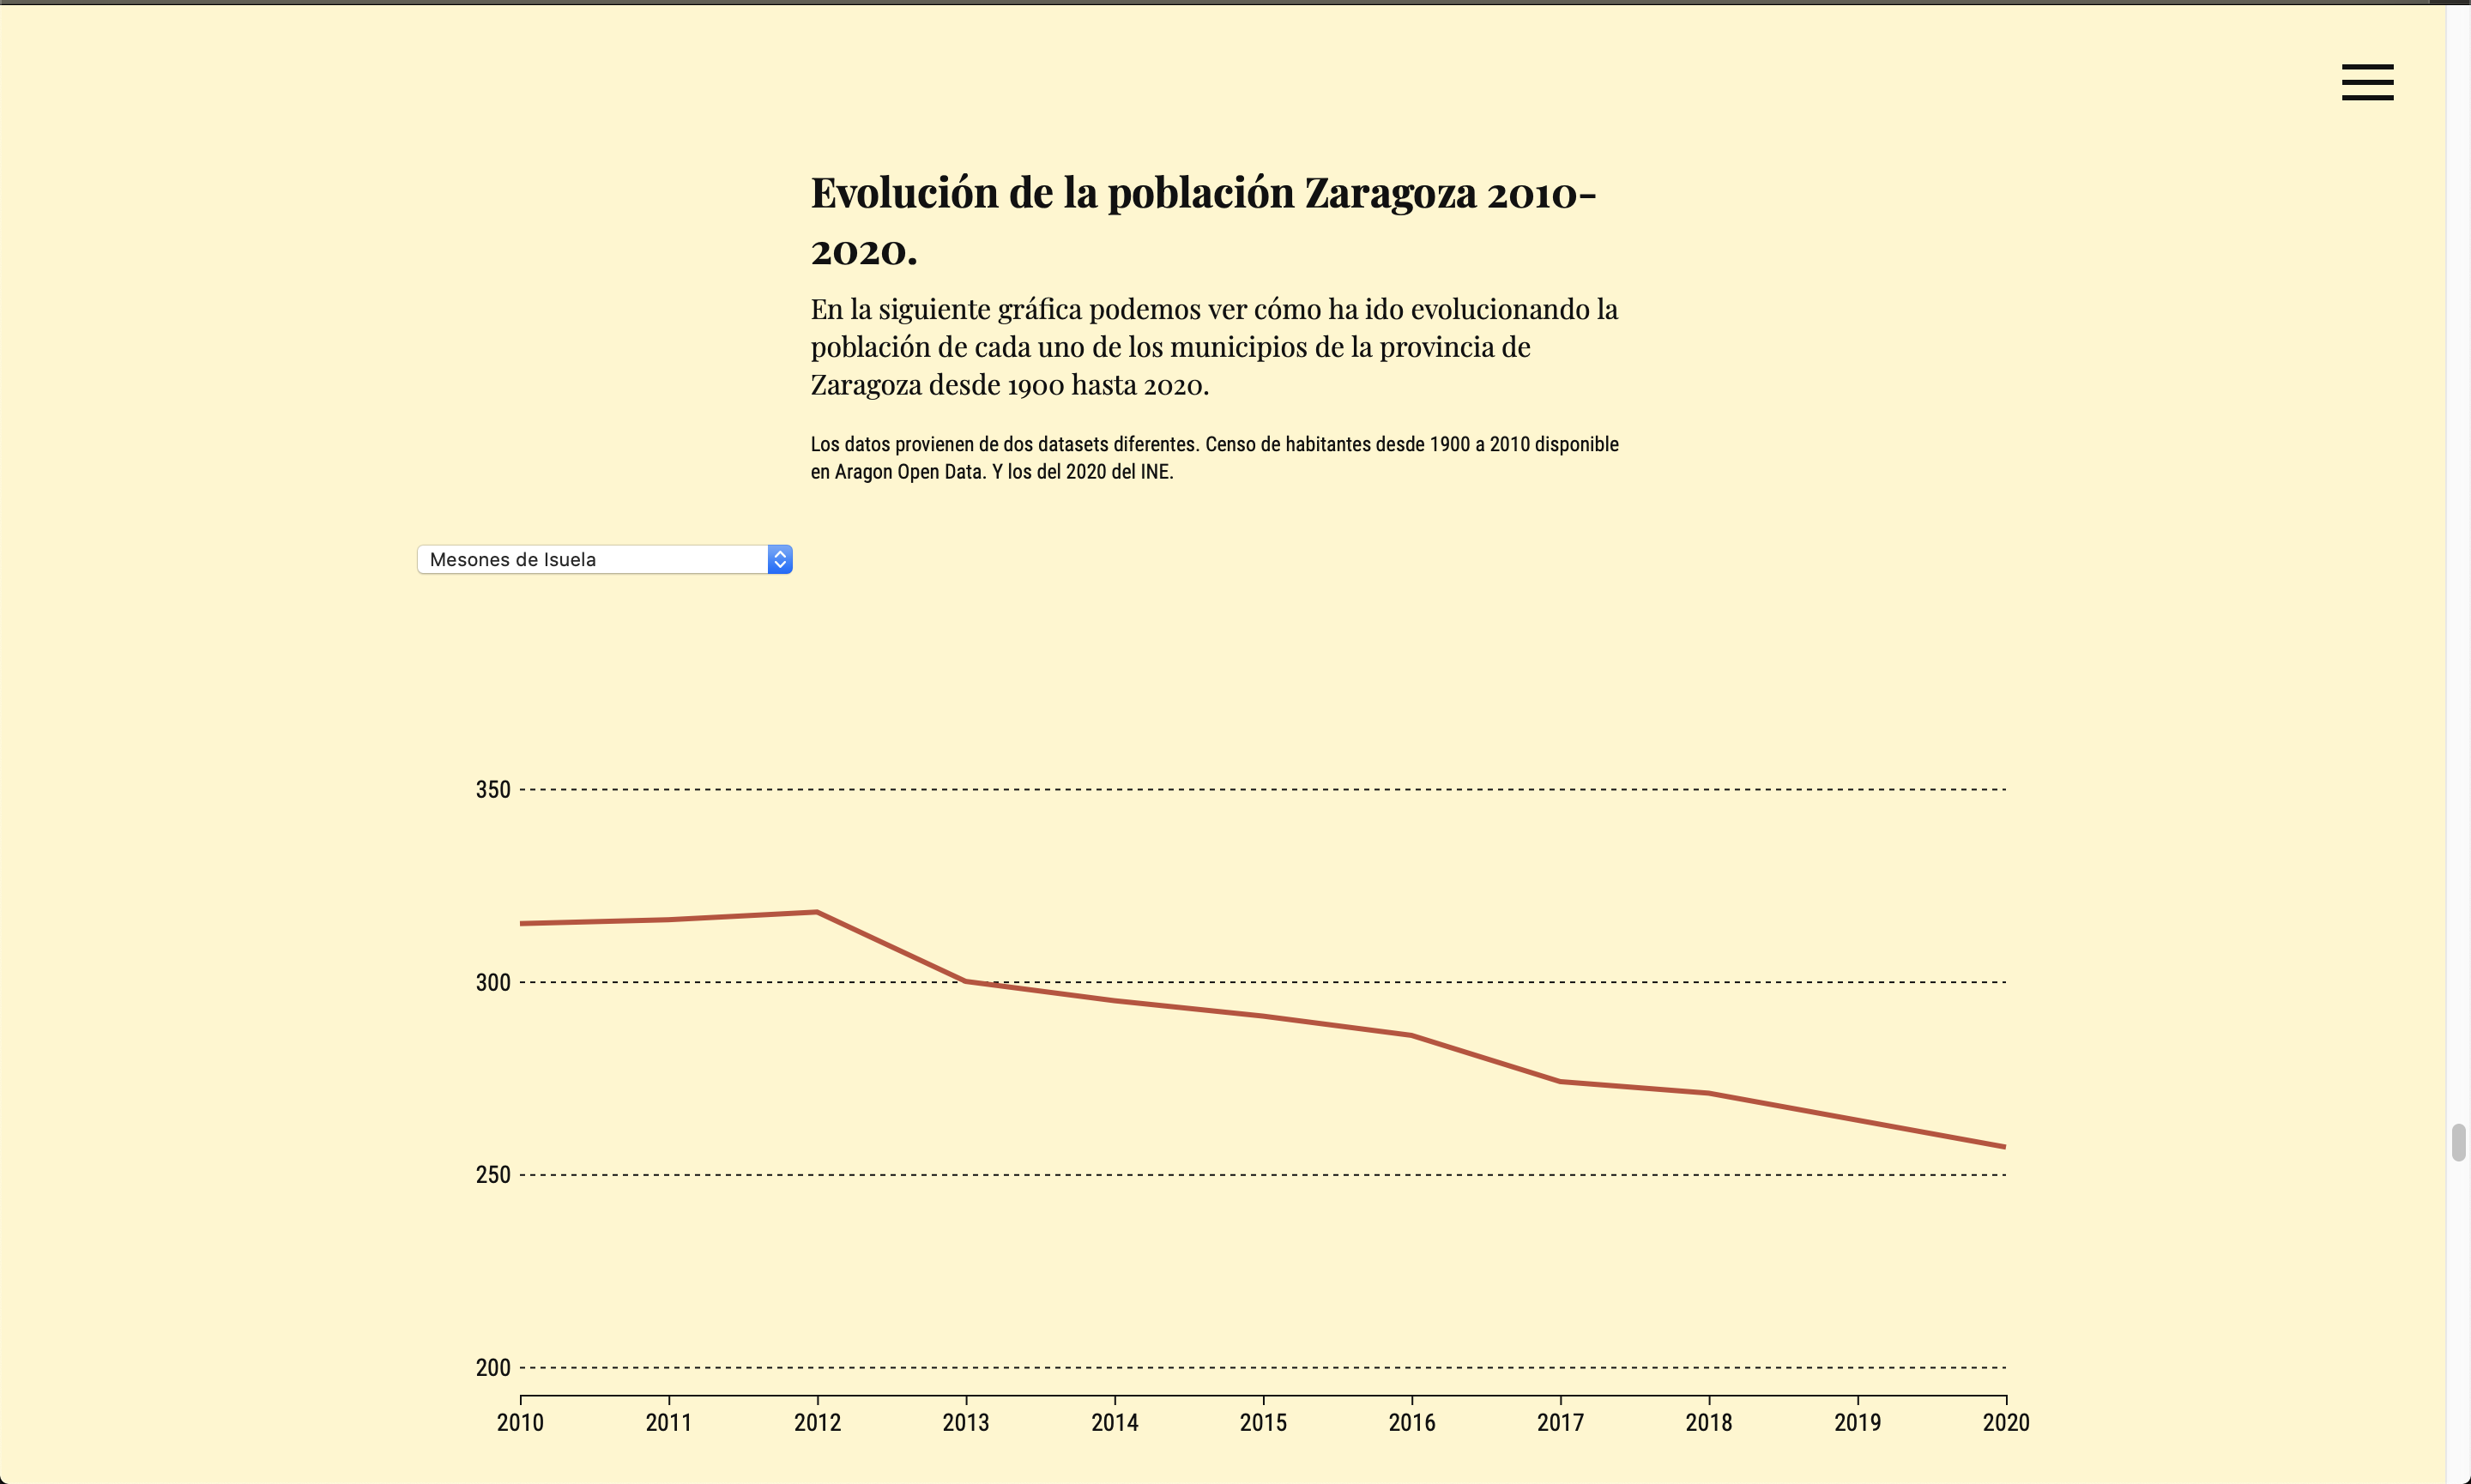 Evolución de la población Zaragoza 2010-
2020.
En la siguiente gráfica podemos ver cómo ha ido evolucionando la
población de cada uno de los municipios de la provincia de
Zaragoza desde 1900 hasta 2020.
Los datos provienen de dos datasets diferentes. Censo de habitantes desde 1900 a 2010 disponible
en Aragon Open Data. Y los del 2020 del INE.
Mesones de Isuela
350
300
250
200
2010 2011 2012 2013 2014 2015 2016 2017 2018 2019 2020